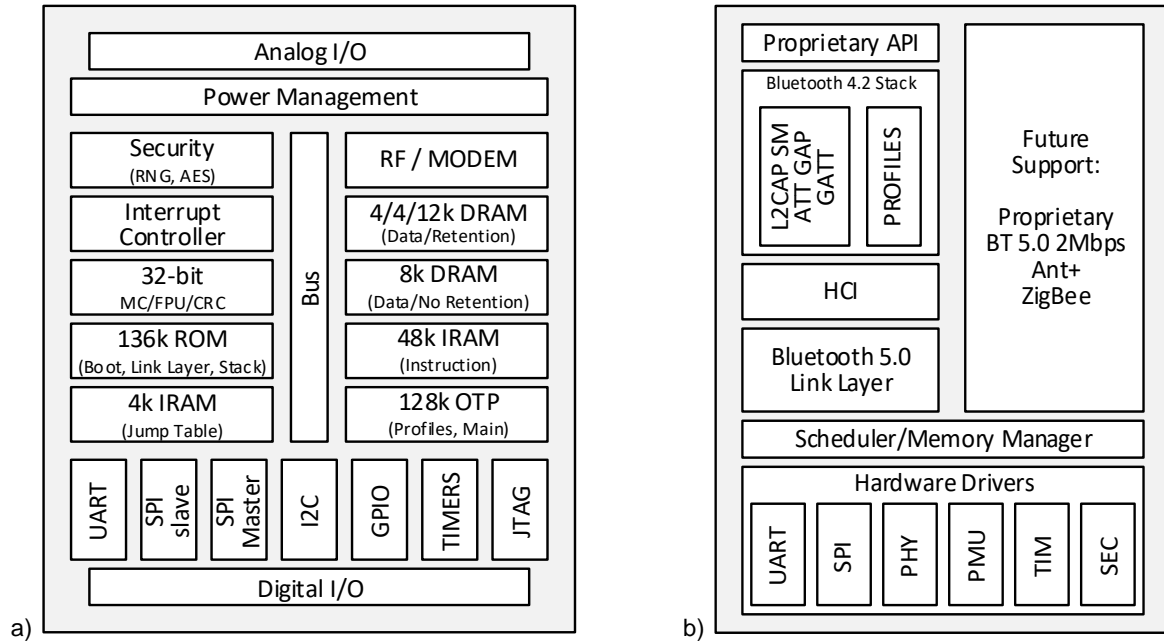 Analog I/O
Power Management
Security
(RNG, AES)
Interrupt
Controller
32-bit
MC/FPU/CRC
136k ROM
(Boot, Link Layer, Stack)
4k IRAM
(Jump Table)
Bus
RF / MODEM
4/4/12k DRAM
(Data/Retention)
8k DRAM
(Data/No Retention)
48k IRAM
(Instruction)
128k OTP
(Profiles, Main)
UART
SPI
slave
SPI
Master
I2C
GPIO
TIMERS
JTAG
Digital I/O
a)
Proprietary API
Bluetooth 4.2 Stack
L2CAP SM
ATT GAP
GATT
PROFILES
HCI
Bluetooth 5.0
Link Layer
Future
Support:
Proprietary
BT 5.0 2Mbps
Ant+
ZigBee
Scheduler/Memory Manager
Hardware Drivers
UART
SPI
PHY
PMU
TIM
SEC
b)